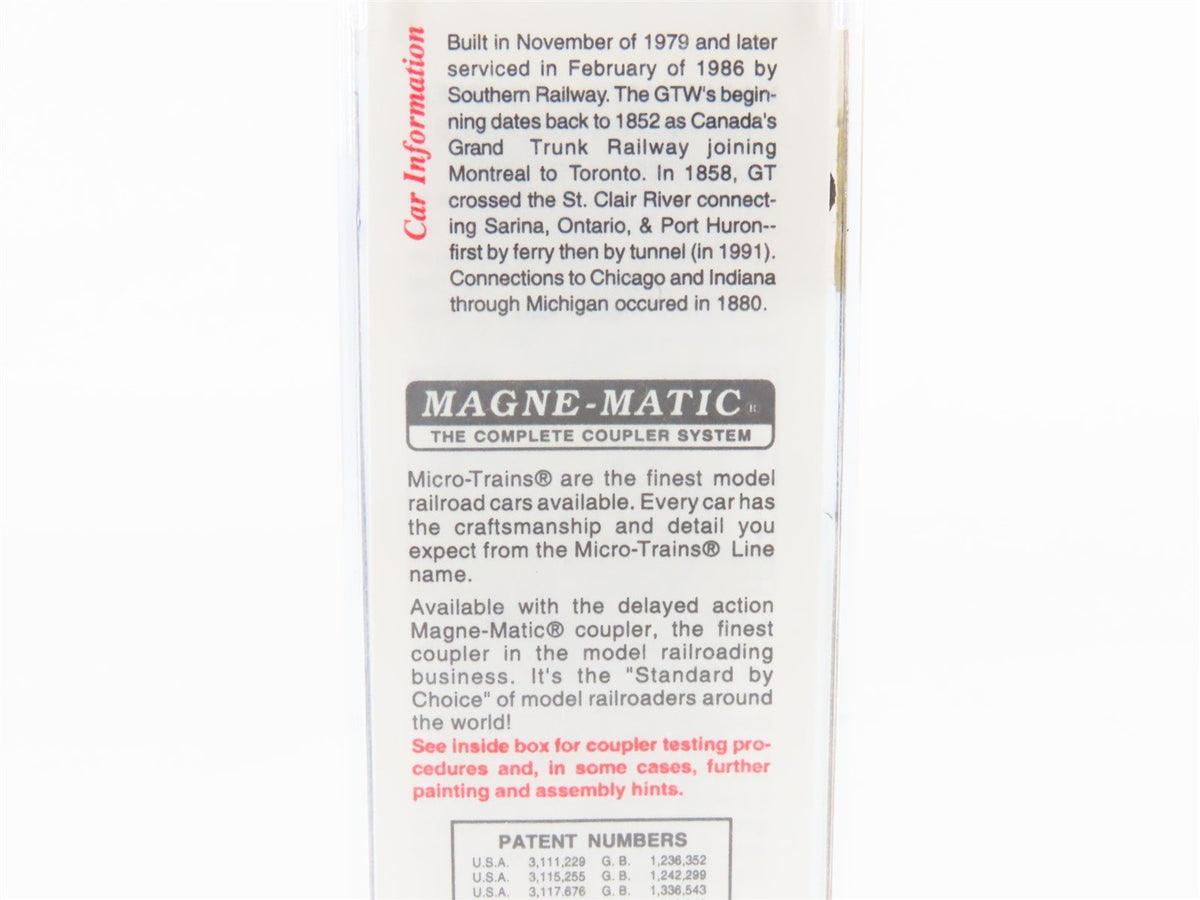 Car Information
Built in November of 1979 and later
serviced in February of 1986 by
Southern Railway. The GTW's begin-
ning dates back to 1852 as Canada's
Grand Trunk Railway joining
Montreal to Toronto. In 1858, GT
crossed the St. Clair River connect-
ing Sarina, Ontario, & Port Huron--
first by ferry then by tunnel (in 1991).
Connections to Chicago and Indiana
through Michigan occured in 1880.
MAGNE-MATIC®
THE COMPLETE COUPLER SYSTEM
Micro-Trains® are the finest model
railroad cars available. Every car has
the craftsmanship and detail you
expect from the Micro-Trains® Line
name.
Available with the delayed action
Magne-Matic® coupler, the finest
coupler in the model railroading
business. It's the "Standard by
Choice" of model railroaders around
the world!
See inside box for coupler testing pro-
cedures and, in some cases, further
painting and assembly hints.
PATENT NUMBERS
U.S.A. 3,111,229 G. B. 1,236,352
U.S.A. 3,115,255 G. B. 1,242,299
U.S.A. 3,117,676 G. B. 1,336,543